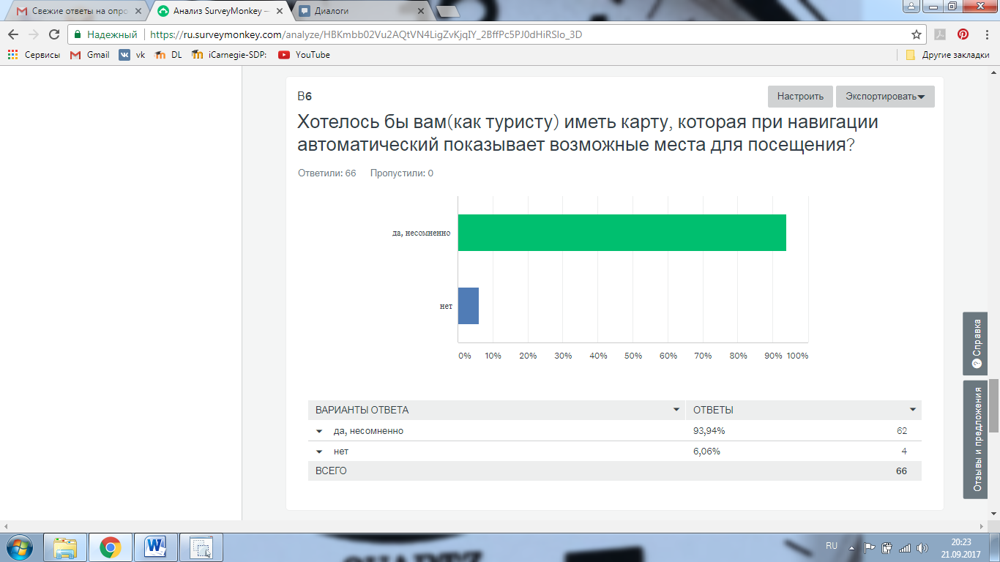 Свежие ответы на опро
Анализ SurveyMonkey –
Диалоги
Надежный
https://ru.surveymonkey.com/analyze/HBKmbb02Vu2AQtVN4LigZvKjqIY_2BffPc5PJ0dHiRSIo_3D
Сервисы
Gmail
vk
DL
iCarnegie-SDP:
YouTube
Другие закладки
В6
Настроить
Экспортировать
Хотелось бы вам(как туристу) иметь карту, которая при навигации
автоматический показывает возможные места для посещения?
Ответили: 66 Пропустили: 0
да, несомненно
нет
0% 10% 20% 30% 40% 50% 60% 70% 80% 90% 100%
ВАРИАНТЫ ОТВЕТА ОТВЕТЫ
да, несомненно 93,94% 62
нет 6,06% 4
ВСЕГО 66
Справка
Отзывы и предложения
RU
20:23
21.09.2017